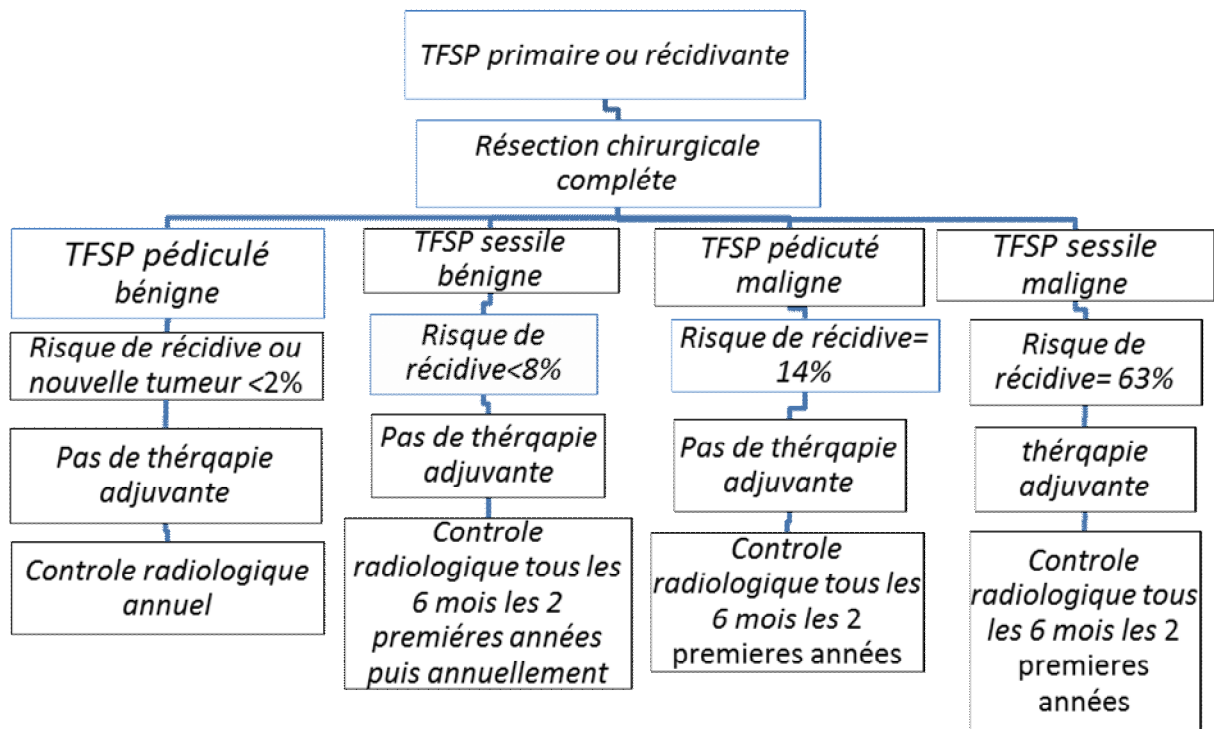 TFSP primaire ou récidivante
Résection chirurgicale
compléte
TFSP pédiculé
bénigne
TFSP sessile
bénigne
TFSP pédicuté
maligne
TFSP sessile
maligne
Risque de récidive ou
nouvelle tumeur <2%
Risque de
récidive<8%
Risque de récidive=
14%
Risque de
récidive= 63%
Pas de thérqapie
adjuvante
Pas de thérqapie
adjuvante
Pas de thérqapie
adjuvante
thérqapie
adjuvante
Controle radiologique
annuel
Controle
radiologique tous les
6 mois les 2
premiéres années
puis annuellement
Controle
radiologique tous les
6 mois les 2
premieres années
Controle
radiologique tous
les 6 mois les 2
premieres
années